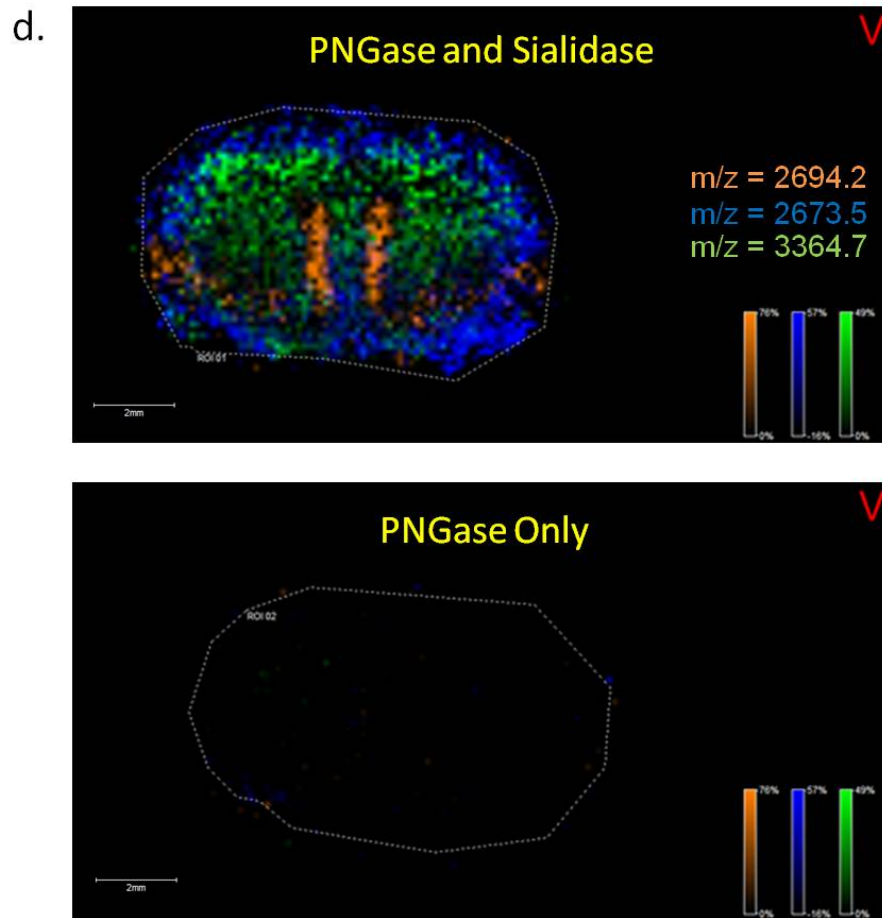 d.
PNGase and Sialidase
V
m/z = 2694.2
m/z = 2673.5
m/z = 3364.7
76%
57%
49%
0%
-16%
0%
ROI 01
2mm
PNGase Only
V
ROI 02
76%
57%
49%
0%
-16%
0%
2mm